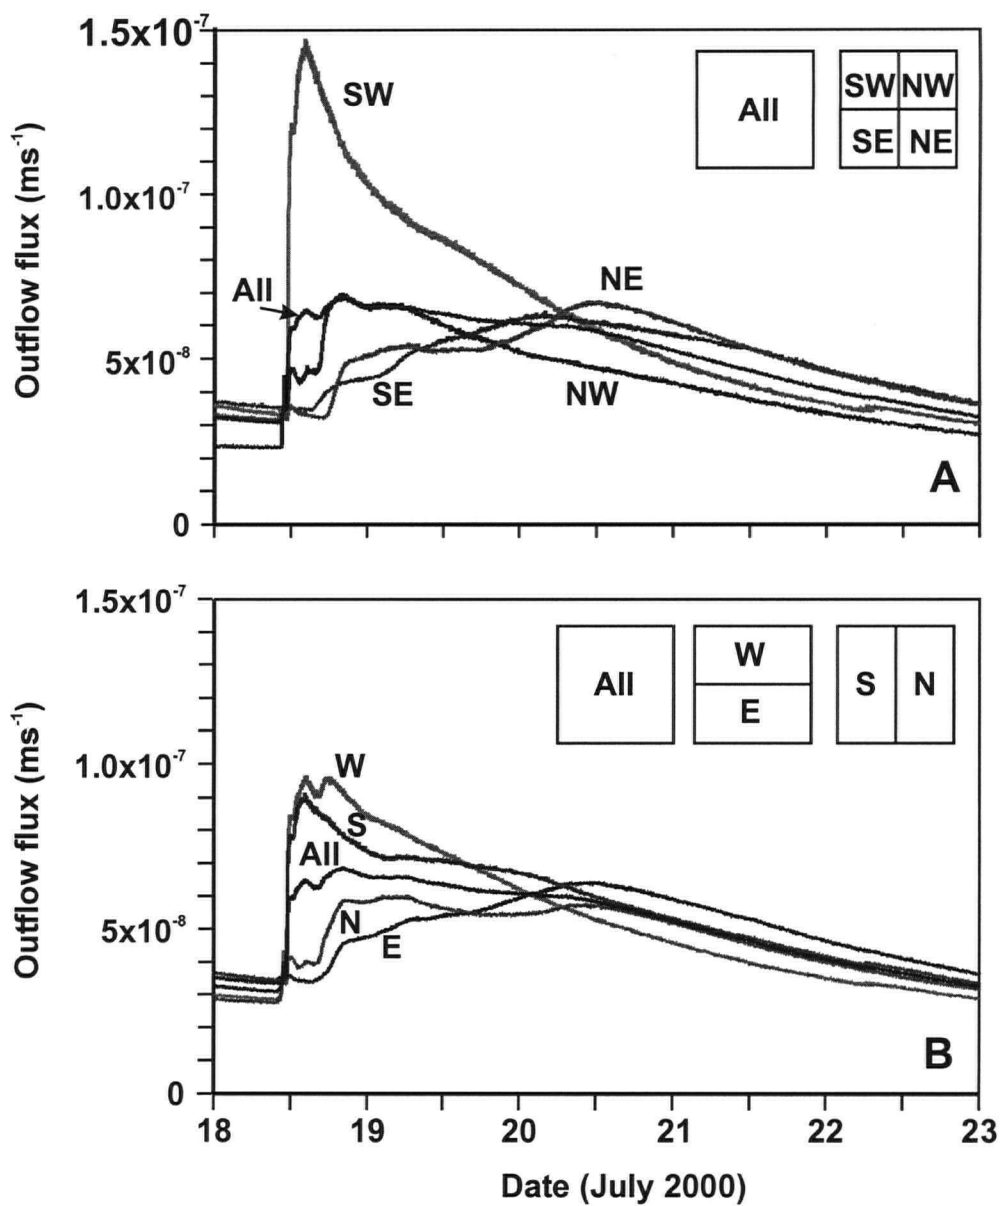 1.5x10-7
SW
All
SW NW
SE NE
Outflow flux (ms-1)
1.0x10-7
All
NE
5x10-8
SE
NW
A
0
1.5x10-7
All
W
E
S N
Outflow flux (ms-1)
1.0x10-7
W
S
All
5x10-8
N
E
B
0
18 19 20 21 22 23
Date (July 2000)